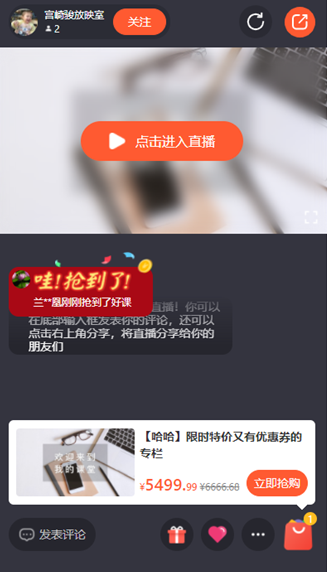 宫崎骏放映室
2
关注
点击进入直播
哇!抢到了!
兰**凰刚刚抢到了好课
直播！你可以
在底部输入框发表你的评论，还可以
点击右上角分享，将直播分享给你的
朋友们
欢迎来到
我的课堂
【哈哈】限时特价又有优惠券的
专栏
¥5499.99 ¥6666.68
立即抢购
发表评论
1